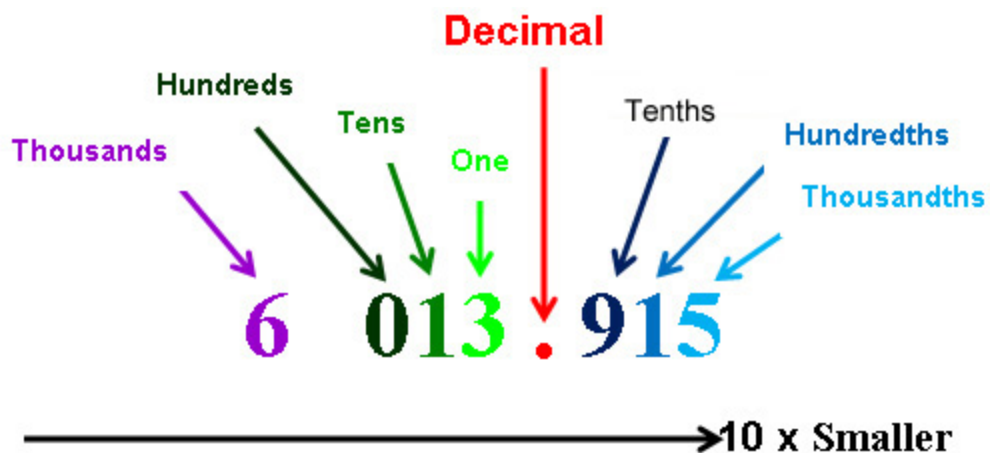 Decimal
Hundreds
Tens
Tenths
Hundredths
Thousands
One
Thousandths
6 013.915
10 x Smaller